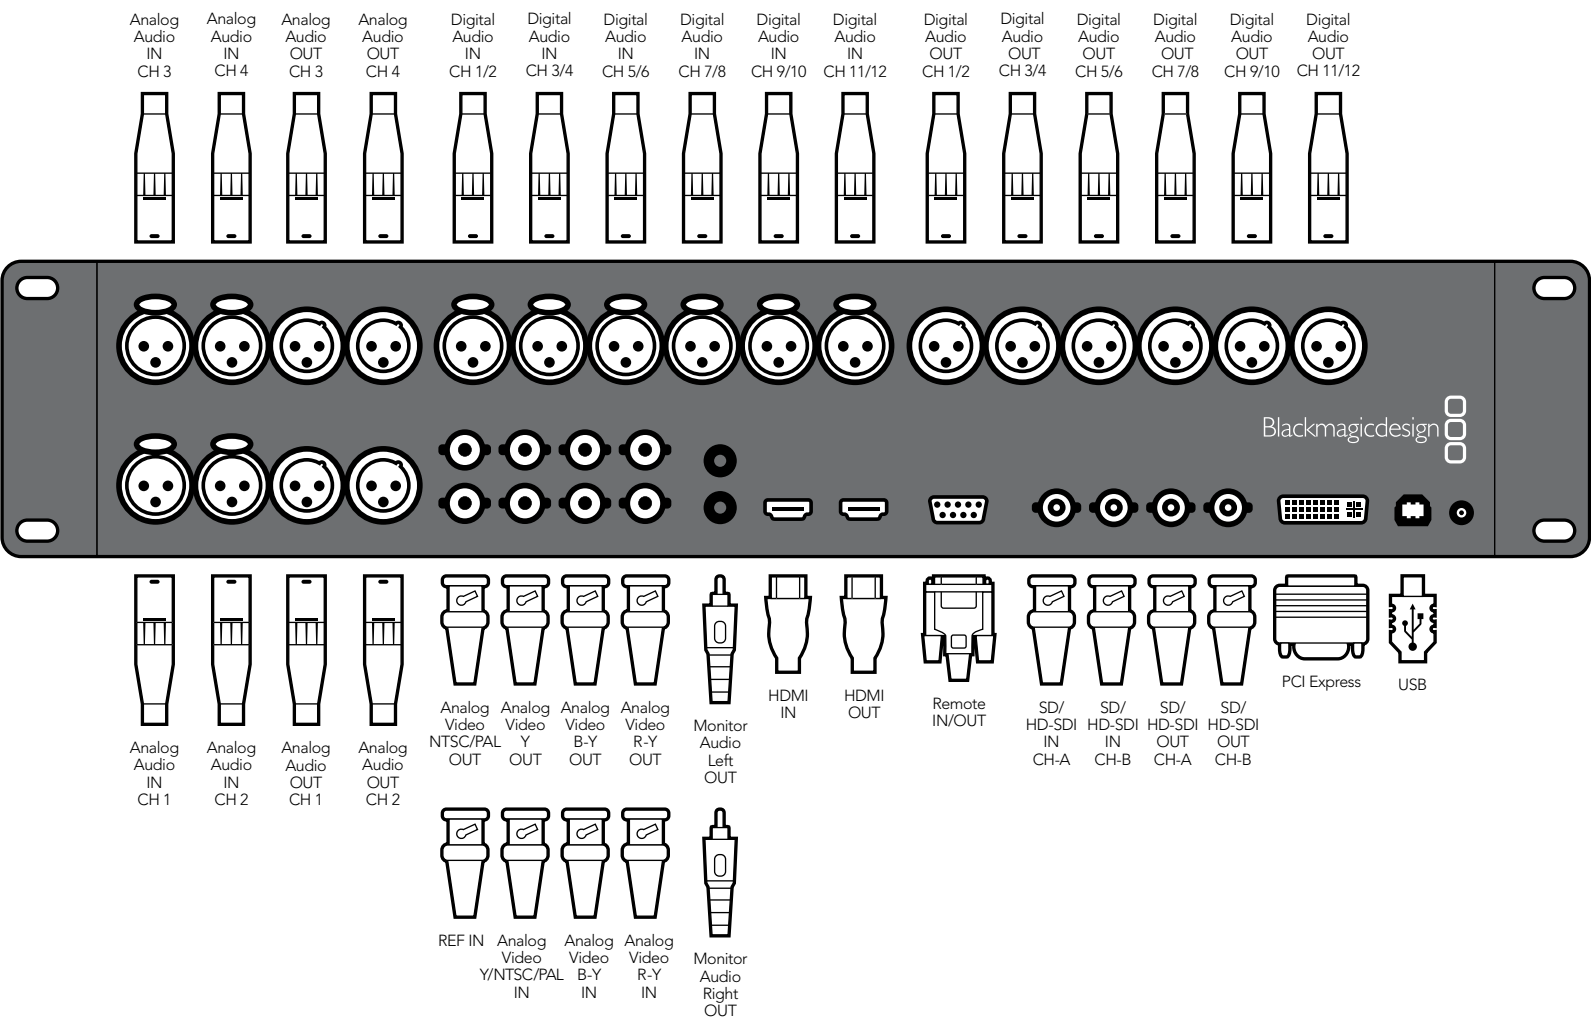 Analog
Audio
IN
CH 3
Analog
Audio
IN
CH 4
Analog
Audio
OUT
CH 3
Analog
Audio
OUT
CH 4
Digital
Audio
IN
CH 1/2
Digital
Audio
IN
CH 3/4
Digital
Audio
IN
CH 5/6
Digital
Audio
IN
CH 7/8
Digital
Audio
IN
CH 9/10
Digital
Audio
IN
CH 11/12
Digital
Audio
OUT
CH 1/2
Digital
Audio
OUT
CH 3/4
Digital
Audio
OUT
CH 5/6
Digital
Audio
OUT
CH 7/8
Digital
Audio
OUT
CH 9/10
Digital
Audio
OUT
CH 11/12
Blackmagicdesign
Analog
Audio
IN
CH 1
Analog
Audio
IN
CH 2
Analog
Audio
OUT
CH 1
Analog
Audio
OUT
CH 2
Analog
Video
NTSC/PAL
OUT
Analog
Video
Y
OUT
Analog
Video
B-Y
OUT
Analog
Video
R-Y
OUT
Monitor
Audio
Left
OUT
HDMI
IN
HDMI
OUT
Remote
IN/OUT
SD/
HD-SDI
IN
CH-A
SD/
HD-SDI
IN
CH-B
SD/
HD-SDI
OUT
CH-A
SD/
HD-SDI
OUT
CH-B
PCI Express
USB
REF IN
Analog
Video
Y/NTSC/PAL
IN
Analog
Video
B-Y
IN
Analog
Video
R-Y
IN
Monitor
Audio
Right
OUT